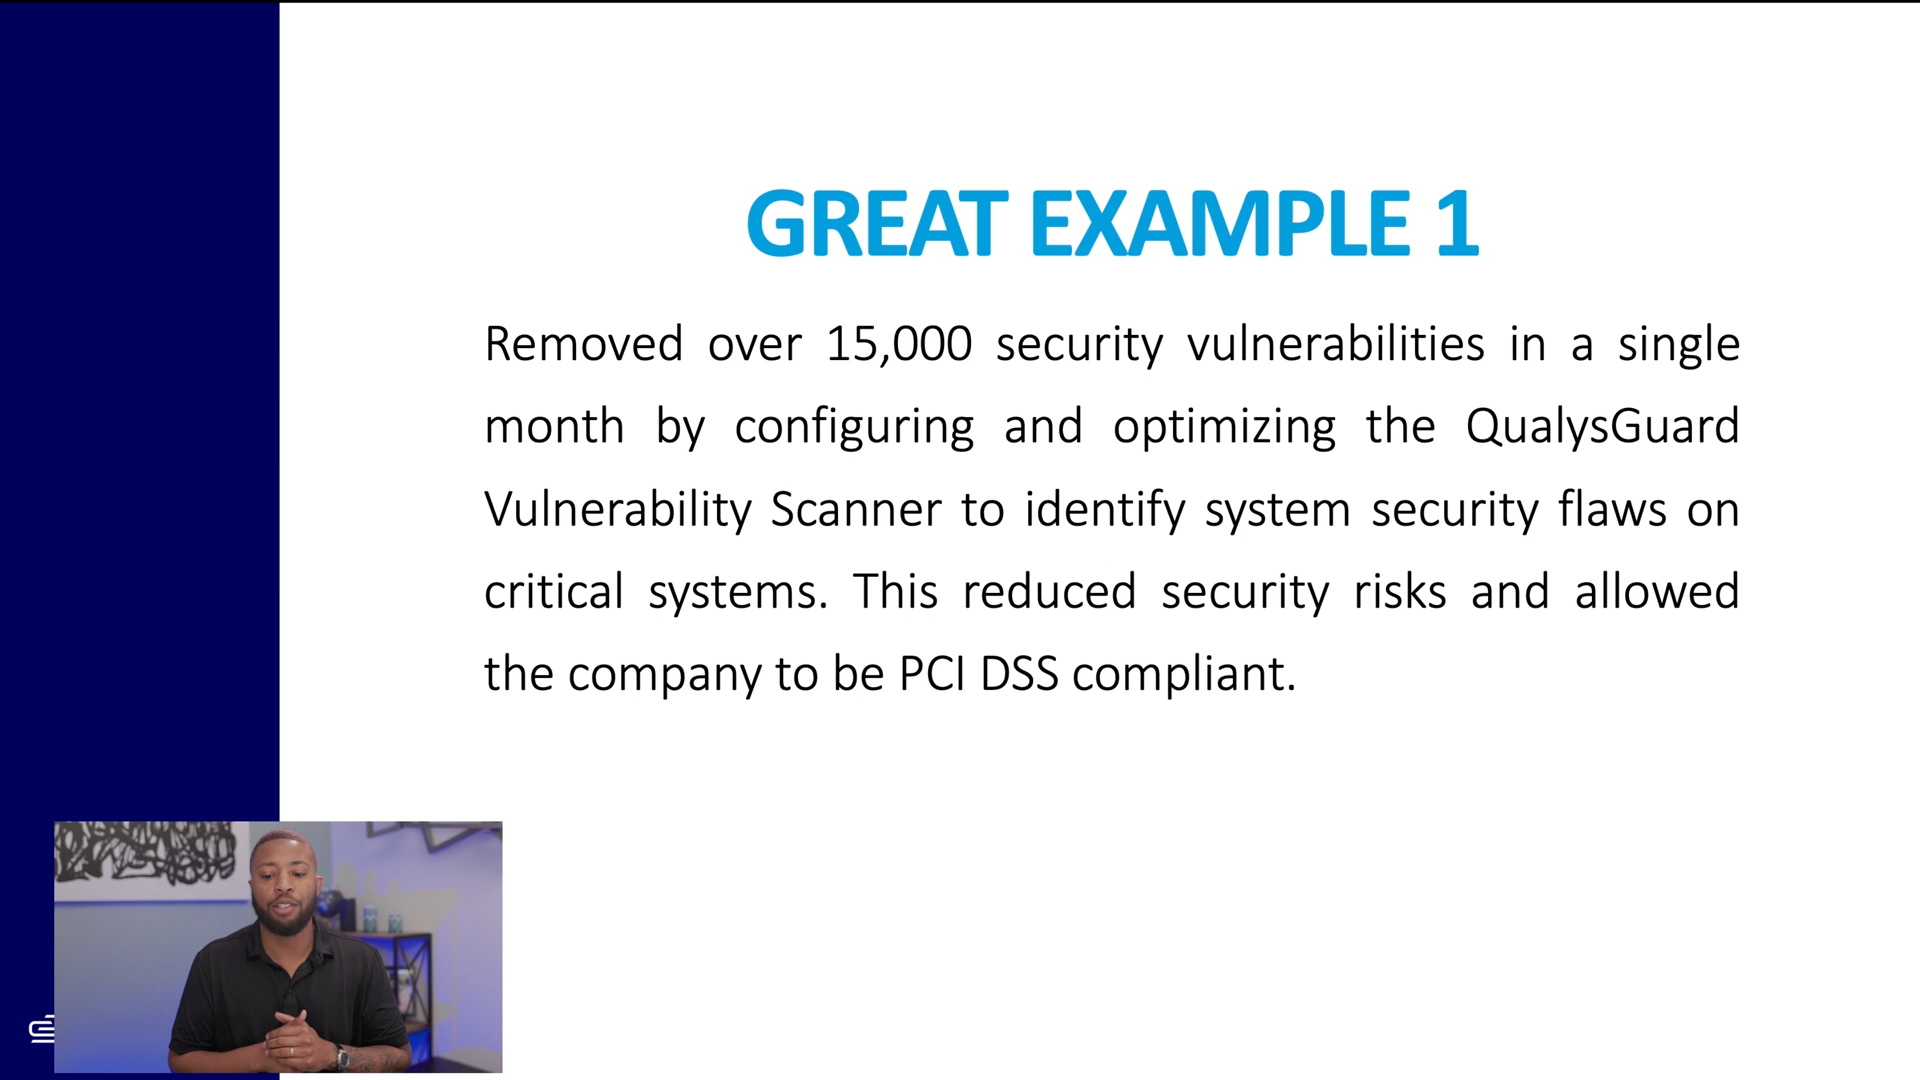 GREAT EXAMPLE 1
Removed over 15,000 security vulnerabilities in a single
month by configuring and optimizing the QualysGuard
Vulnerability Scanner to identify system security flaws on
critical systems. This reduced security risks and allowed
the company to be PCI DSS compliant.